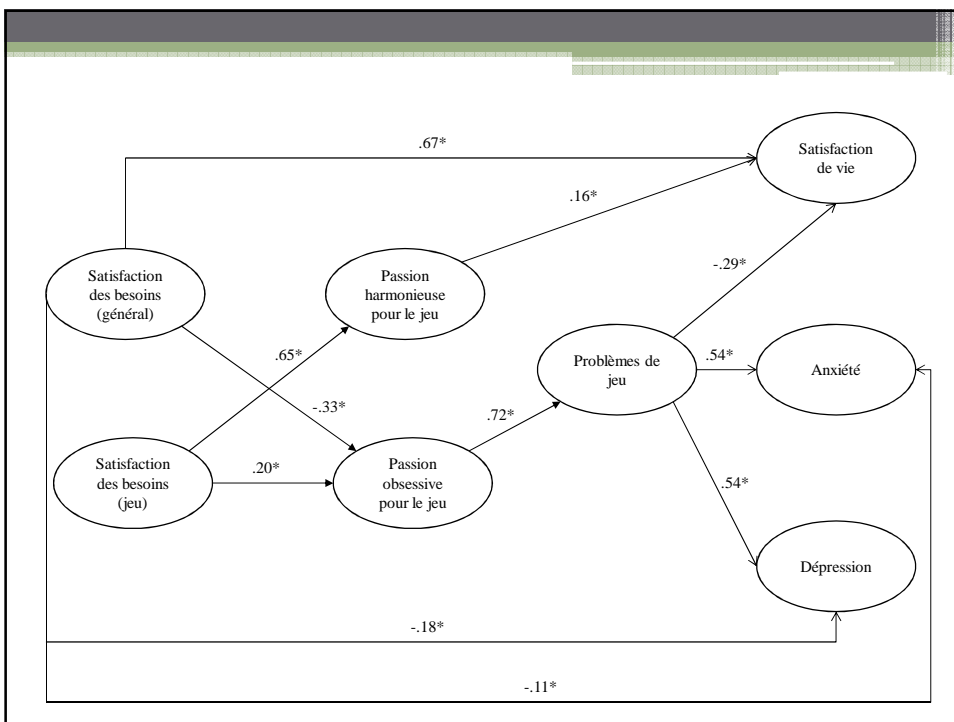 .67*
Satisfaction
de vie
.16*
-.29*
Satisfaction
des besoins
(général)
Passion
harmonieuse
pour le jeu
.65*
-.33*
Problèmes de
jeu
.54*
Anxiété
.72*
Satisfaction
des besoins
(jeu)
.20*
Passion
obsessive
pour le jeu
.54*
Dépression
-.18*
-.11*